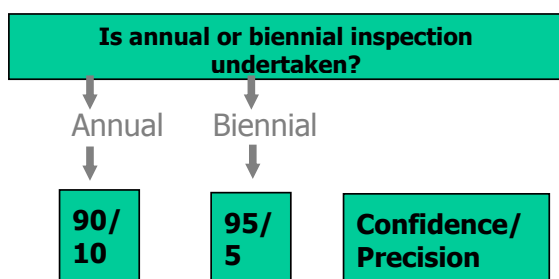 Is annual or biennial inspection
undertaken?
Annual
Biennial
90/
10
95/
5
Confidence/
Precision